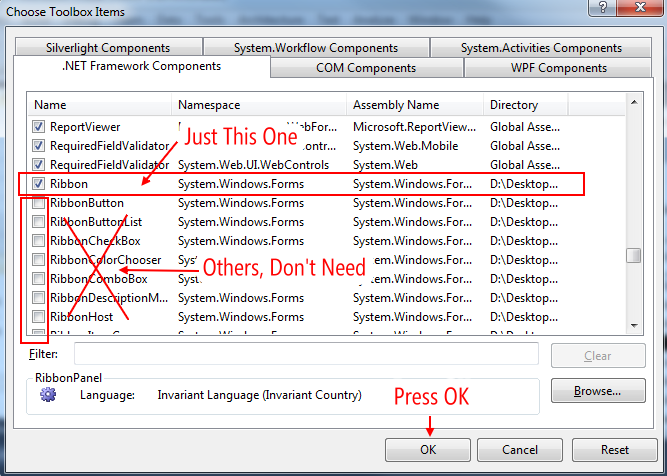 Choose Toolbox Items
Silverlight Components System.Workflow Components System.Activities Components
.NET Framework Components COM Components WPF Components
Name Namespace Assembly Name Directory
ReportViewer WebFor... Microsoft.ReportView... Global Asse...
Just This One
RequiredFieldValidator ontr... System.Web.Mobile Global Asse...
RequiredFieldValidator System.Web.UI.WebControls System.Web Global Asse...
Ribbon System.Windows.Forms System.Windows.For... D:\Desktop...
RibbonButton System.Windows.Forms System.Windows.For... D:\Desktop...
RibbonButtonList System.Windows.Forms System.Windows.For... D:\Desktop...
RibbonCheckBox System.Windows.Forms System.Windows.For... D:\Desktop...
RibbonColorChooser System.Windows.Forms System.Windows.For... D:\Desktop...
Others, Don't Need
RibbonComboBox System.Windows.Forms System.Windows.For... D:\Desktop...
RibbonDescriptionM... System.Windows.Forms System.Windows.For... D:\Desktop...
RibbonHost System.Windows.Forms System.Windows.For... D:\Desktop...
Filter: Clear
RibbonPanel
Language: Invariant Language (Invariant Country) Browse...
Press OK
OK Cancel Reset